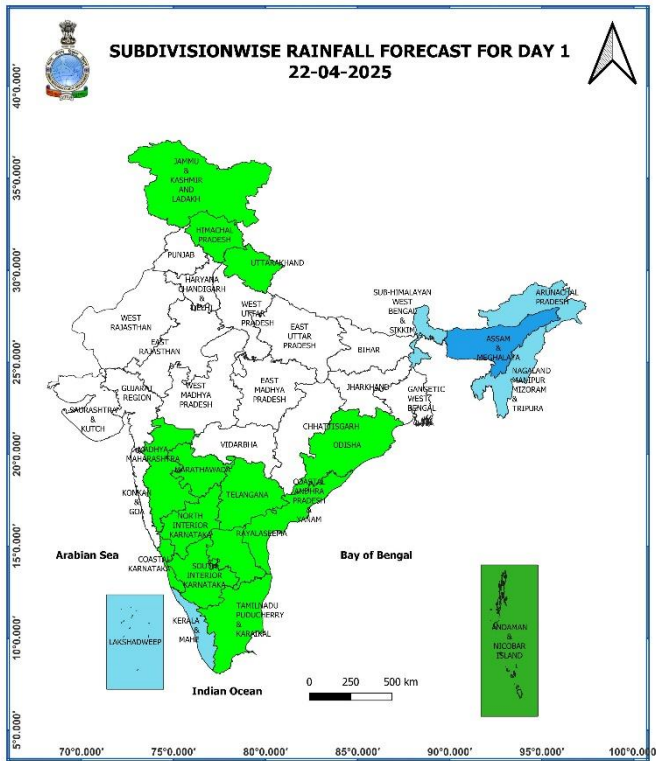 SUBDIVISIONWISE RAINFALL FORECAST FOR DAY 1
22-04-2025
40°0.000'
35°0.000'
30°0.000'
25°0.000'
20°0.000'
15°0.000'
10°0.000'
5°0.000'
JAMMU
&
KASHMIR
AND
LADAKH
HIMACHAL
PRADESH
PUNJAB
UTTARAKHAND
HARYANA
CHANDIGARH
&
DELHI
WEST
UTTAR
PRADESH
WEST
RAJASTHAN
EAST
RAJASTHAN
EAST
UTTAR
PRADESH
BIHAR
SUB-HIMALAYAN
WEST
BENGAL
&
SIKKIM
ARUNACHAL
PRADESH
ASSAM
&
MEGHALAYA
NAGALAND
MANIPUR
MIZORAM
&
TRIPURA
GUJARAT
REGION
SAURASHTRA
&
KUTCH
WEST
MADHYA
PRADESH
EAST
MADHYA
PRADESH
JHARKHAND
GANGETIC
WEST
BENGAL
CHHATTISGARH
ODISHA
VIDARBHA
MADHYA
MAHARASHTRA
MARATHAWADA
KONKAN
&
GOA
TELANGANA
COASTAL
ANDHRA
PRADESH
&
YANAM
NORTH
INTERIOR
KARNATAKA
RAYALASEEMA
COASTAL
KARNATAKA
SOUTH
INTERIOR
KARNATAKA
TAMILNADU
PUDUCHERRY
&
KARAIKAL
KERALA
&
MAHE
LAKSHADWEEP
ANDAMAN
&
NICOBAR
ISLAND
Arabian Sea
Bay of Bengal
Indian Ocean
0 250 500 km
70°0.000' 75°0.000' 80°0.000' 85°0.000' 90°0.000' 95°0.000' 100°0.000'